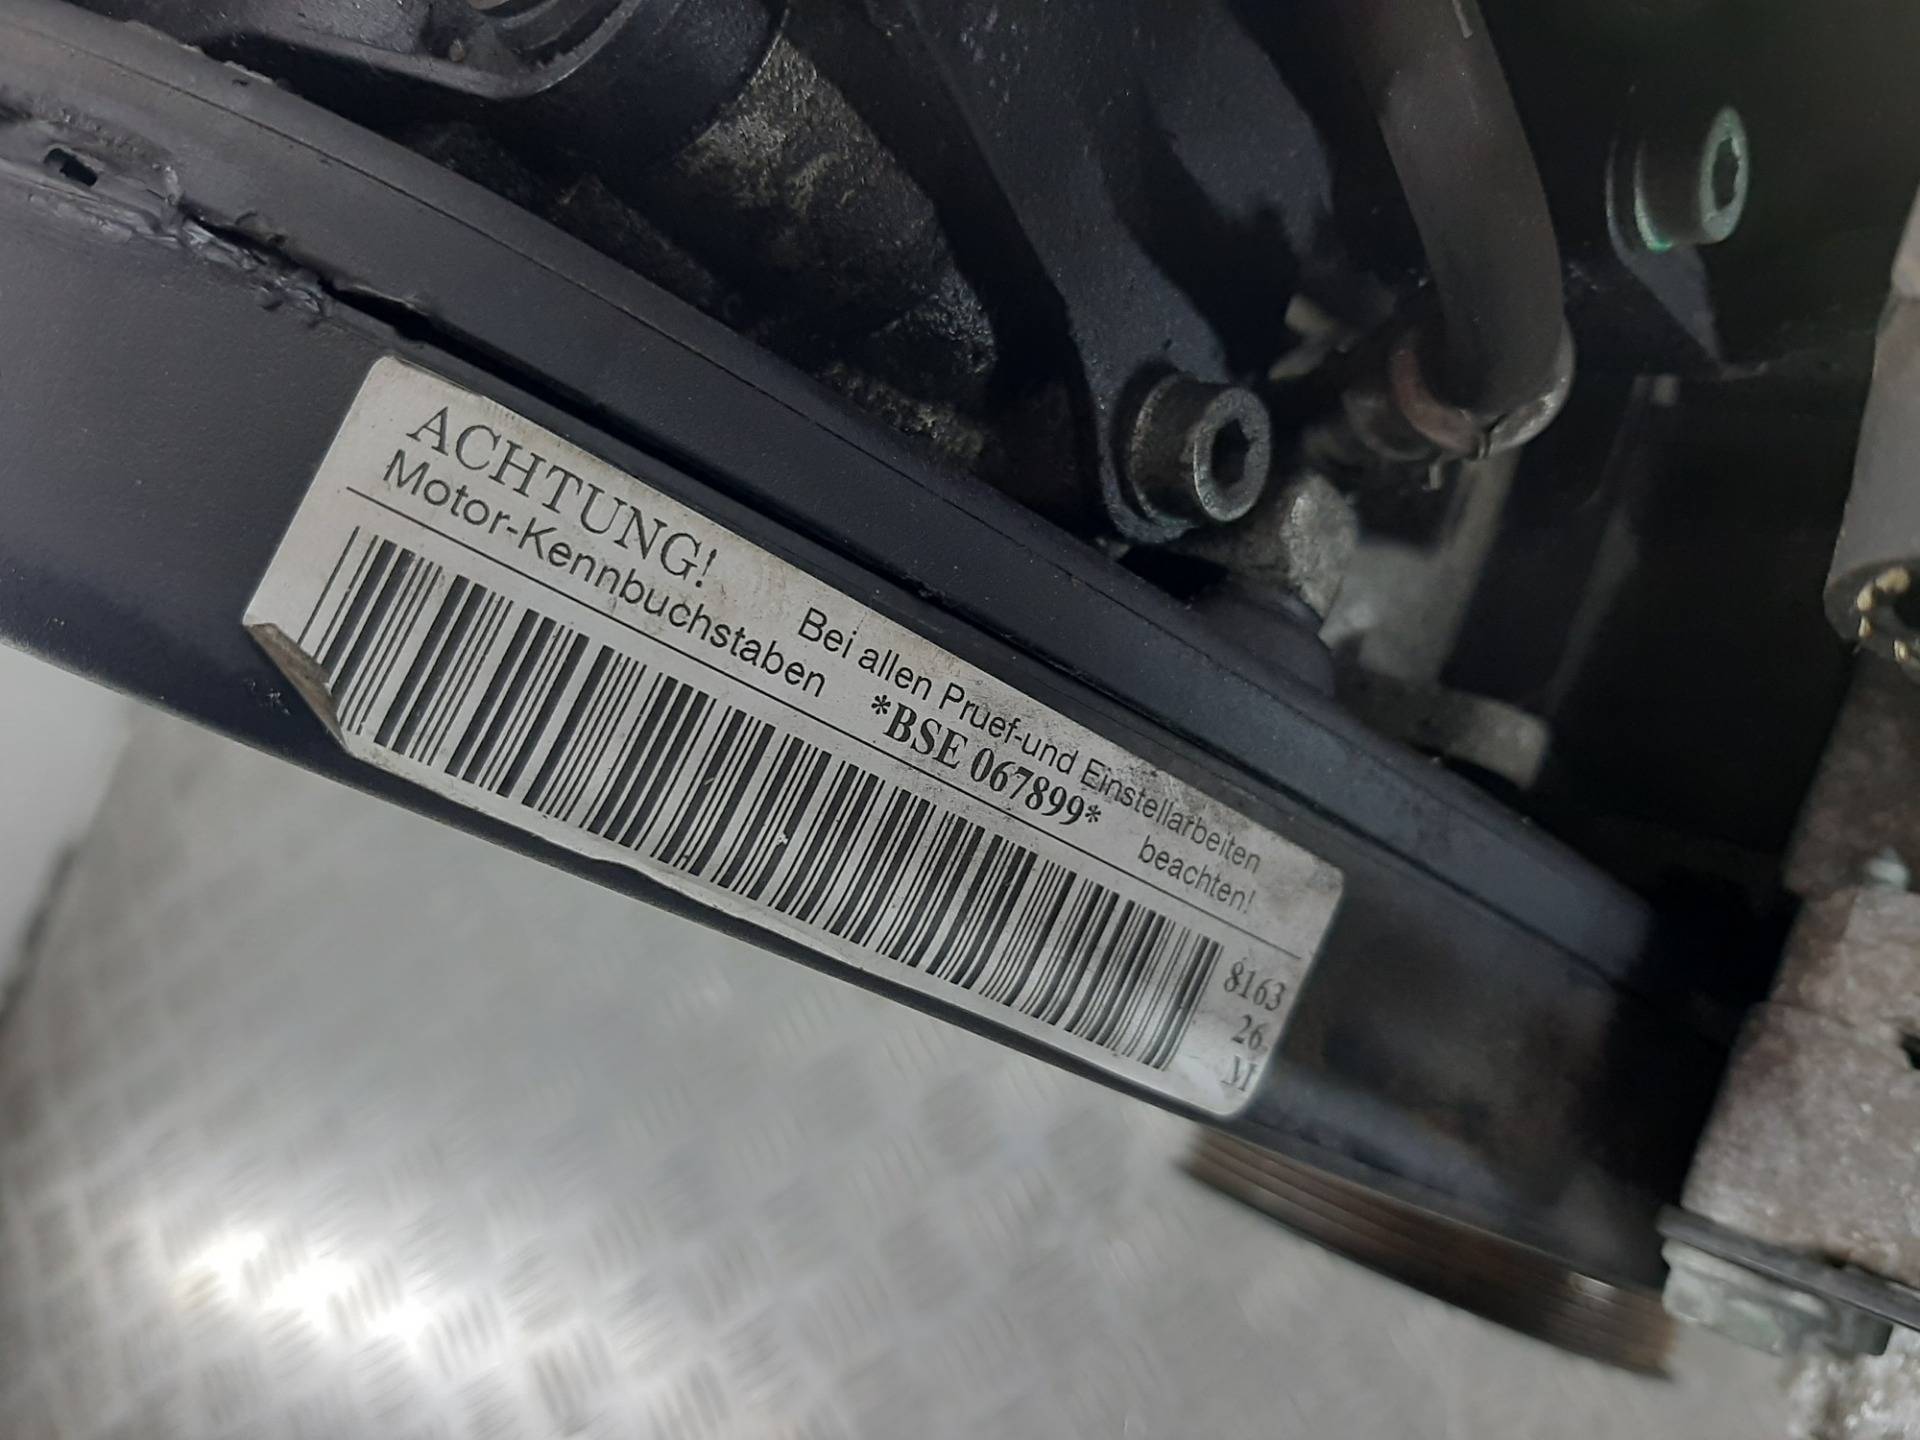 ACHTUNG! Bei allen Pruef-und Einstellarbeiten
Motor-Kennbuchstaben *BSE 067899* beachten!
8163
26
M